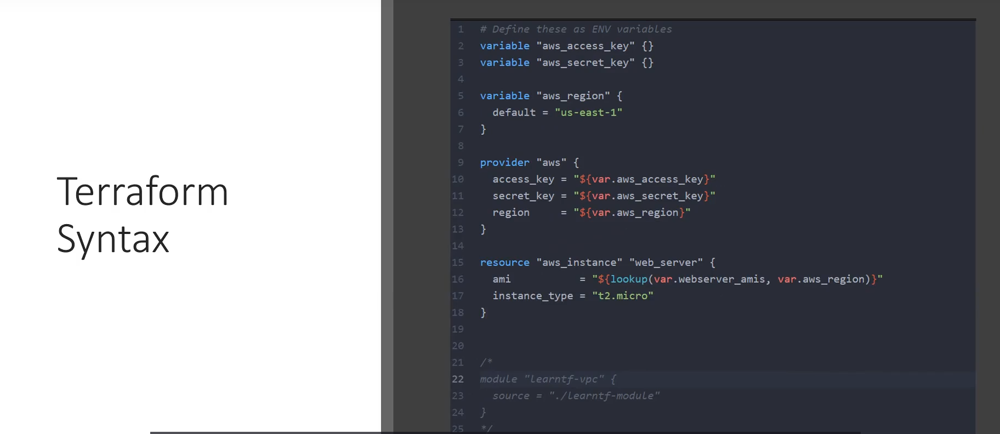 Terraform
Syntax
1 # Define these as ENV variables
2 variable "aws_access_key" {}
3 variable "aws_secret_key" {}
4
5 variable "aws_region" {
6   default = "us-east-1"
7 }
8
9 provider "aws" {
10   access_key = "${var.aws_access_key}"
11   secret_key = "${var.aws_secret_key}"
12   region     = "${var.aws_region}"
13 }
14
15 resource "aws_instance" "web_server" {
16   ami           = "${lookup(var.webserver_amis, var.aws_region)}"
17   instance_type = "t2.micro"
18 }
19
20
21 /*
22 module "learntf-vpc" {
23   source = "./learntf-module"
24 }
25 */